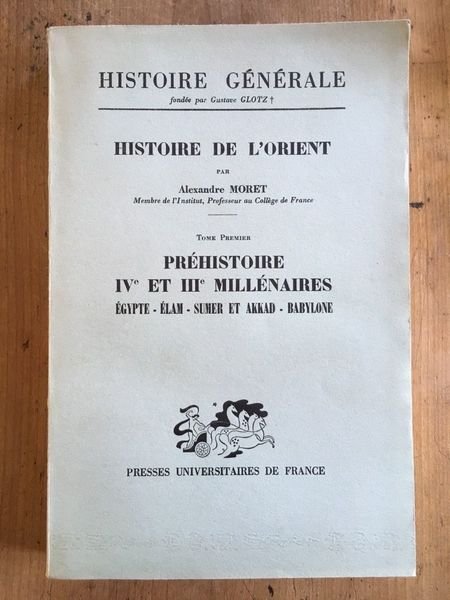 HISTOIRE GÉNÉRALE
fondée par Gustave GLOTZ †
HISTOIRE DE L'ORIENT
PAR
Alexandre MORET
Membre de l'Institut, Professeur au Collège de France
TOME PREMIER
PRÉHISTOIRE
IVe ET IIIe MILLÉNAIRES
ÉGYPTE - ÉLAM - SUMER ET AKKAD - BABYLONE
PRESSES UNIVERSITAIRES DE FRANCE